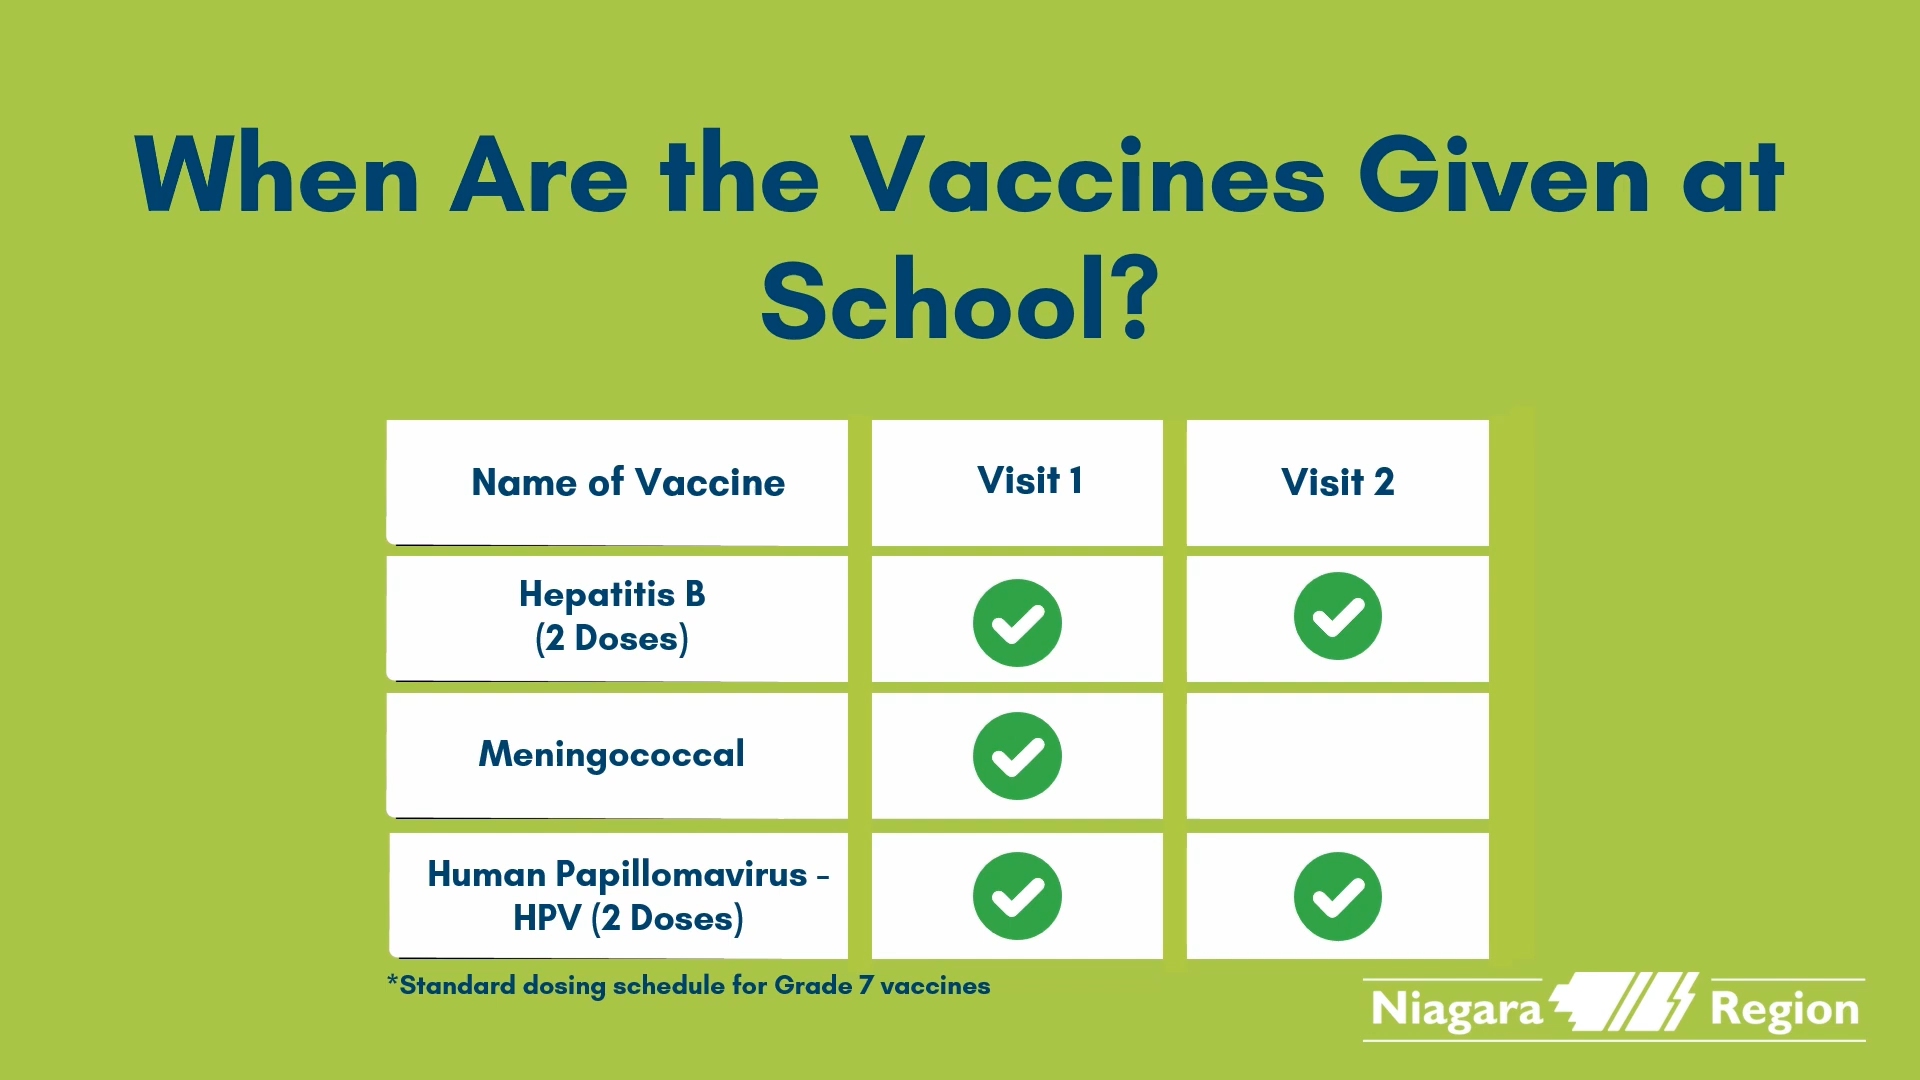 When Are the Vaccines Given at
School?
Name of Vaccine
Visit 1
Visit 2
Hepatitis B
(2 Doses)
Meningococcal
Human Papillomavirus -
HPV (2 Doses)
*Standard dosing schedule for Grade 7 vaccines
Niagara Region